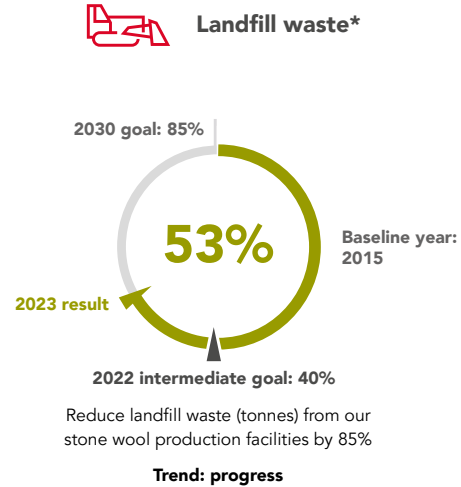 Landfill waste*
2030 goal: 85%
53%
Baseline year:
2015
2023 result
2022 intermediate goal: 40%
Reduce landfill waste (tonnes) from our
stone wool production facilities by 85%
Trend: progress